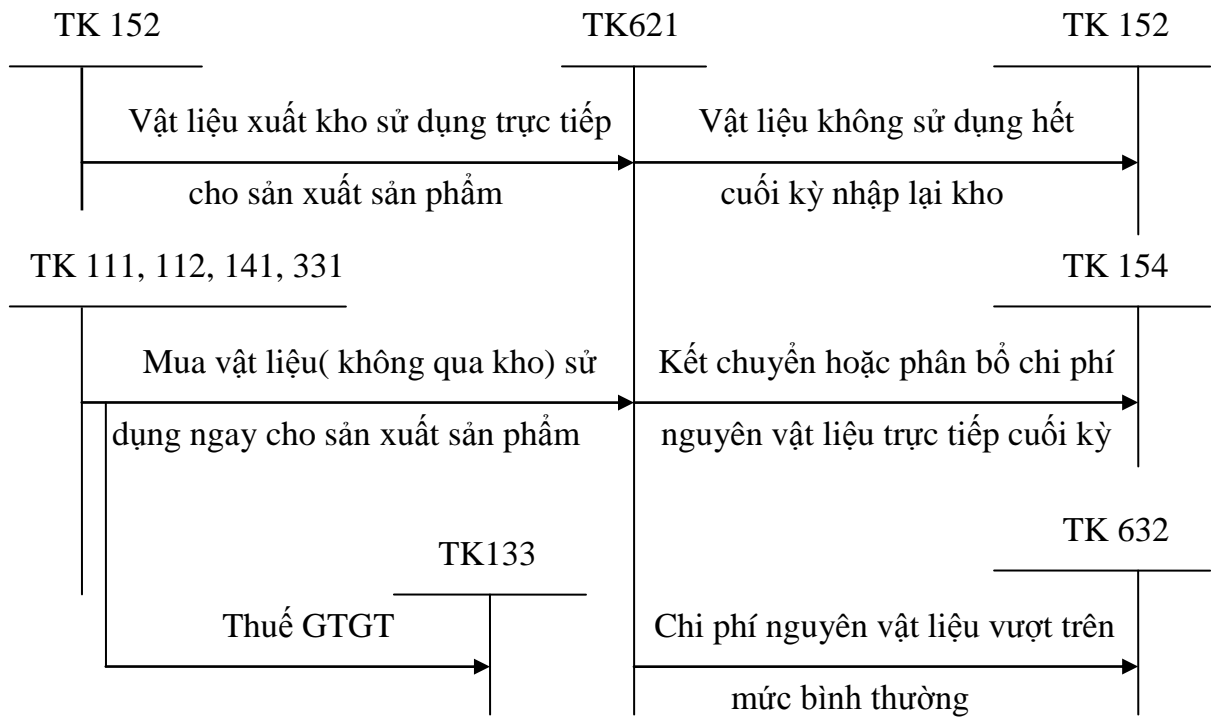 TK 152
TK621
TK 152
Vật liệu xuất kho sử dụng trực tiếp
cho sản xuất sản phẩm
Vật liệu không sử dụng hết
cuối kỳ nhập lại kho
TK 111, 112, 141, 331
TK 154
Mua vật liệu( không qua kho) sử
dụng ngay cho sản xuất sản phẩm
Kết chuyển hoặc phân bổ chi phí
nguyên vật liệu trực tiếp cuối kỳ
TK133
TK 632
Thuế GTGT
Chi phí nguyên vật liệu vượt trên
mức bình thường